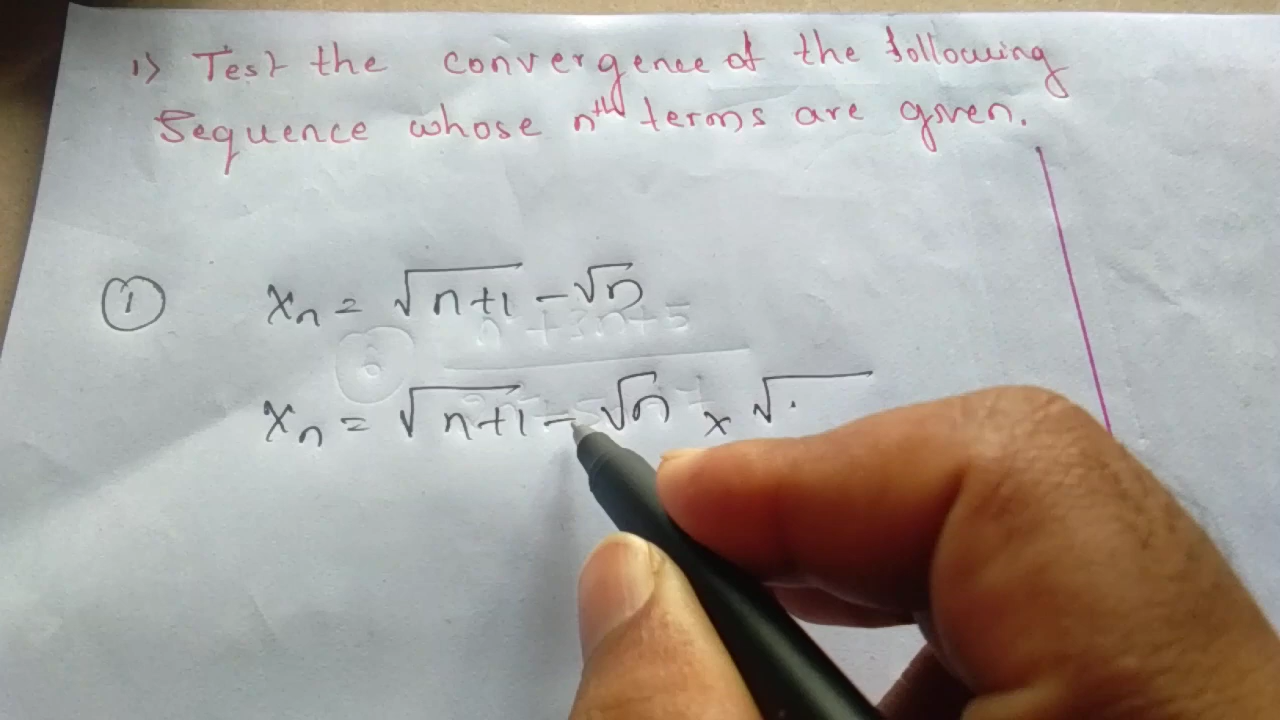 1) Test the convergence of the following
Sequence whose nth terms are given.
① xₙ = √n+1 - √n
xₙ = √n+1 - √n × √